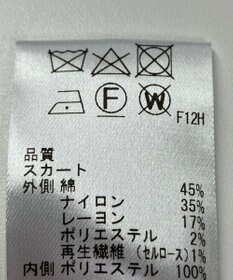 F
W
F12H
品質
スカート
外側 綿 45%
ナイロン 35%
レーヨン 17%
ポリエステル 2%
再生繊維 (セルロース) 1%
内側 ポリエステル 100%